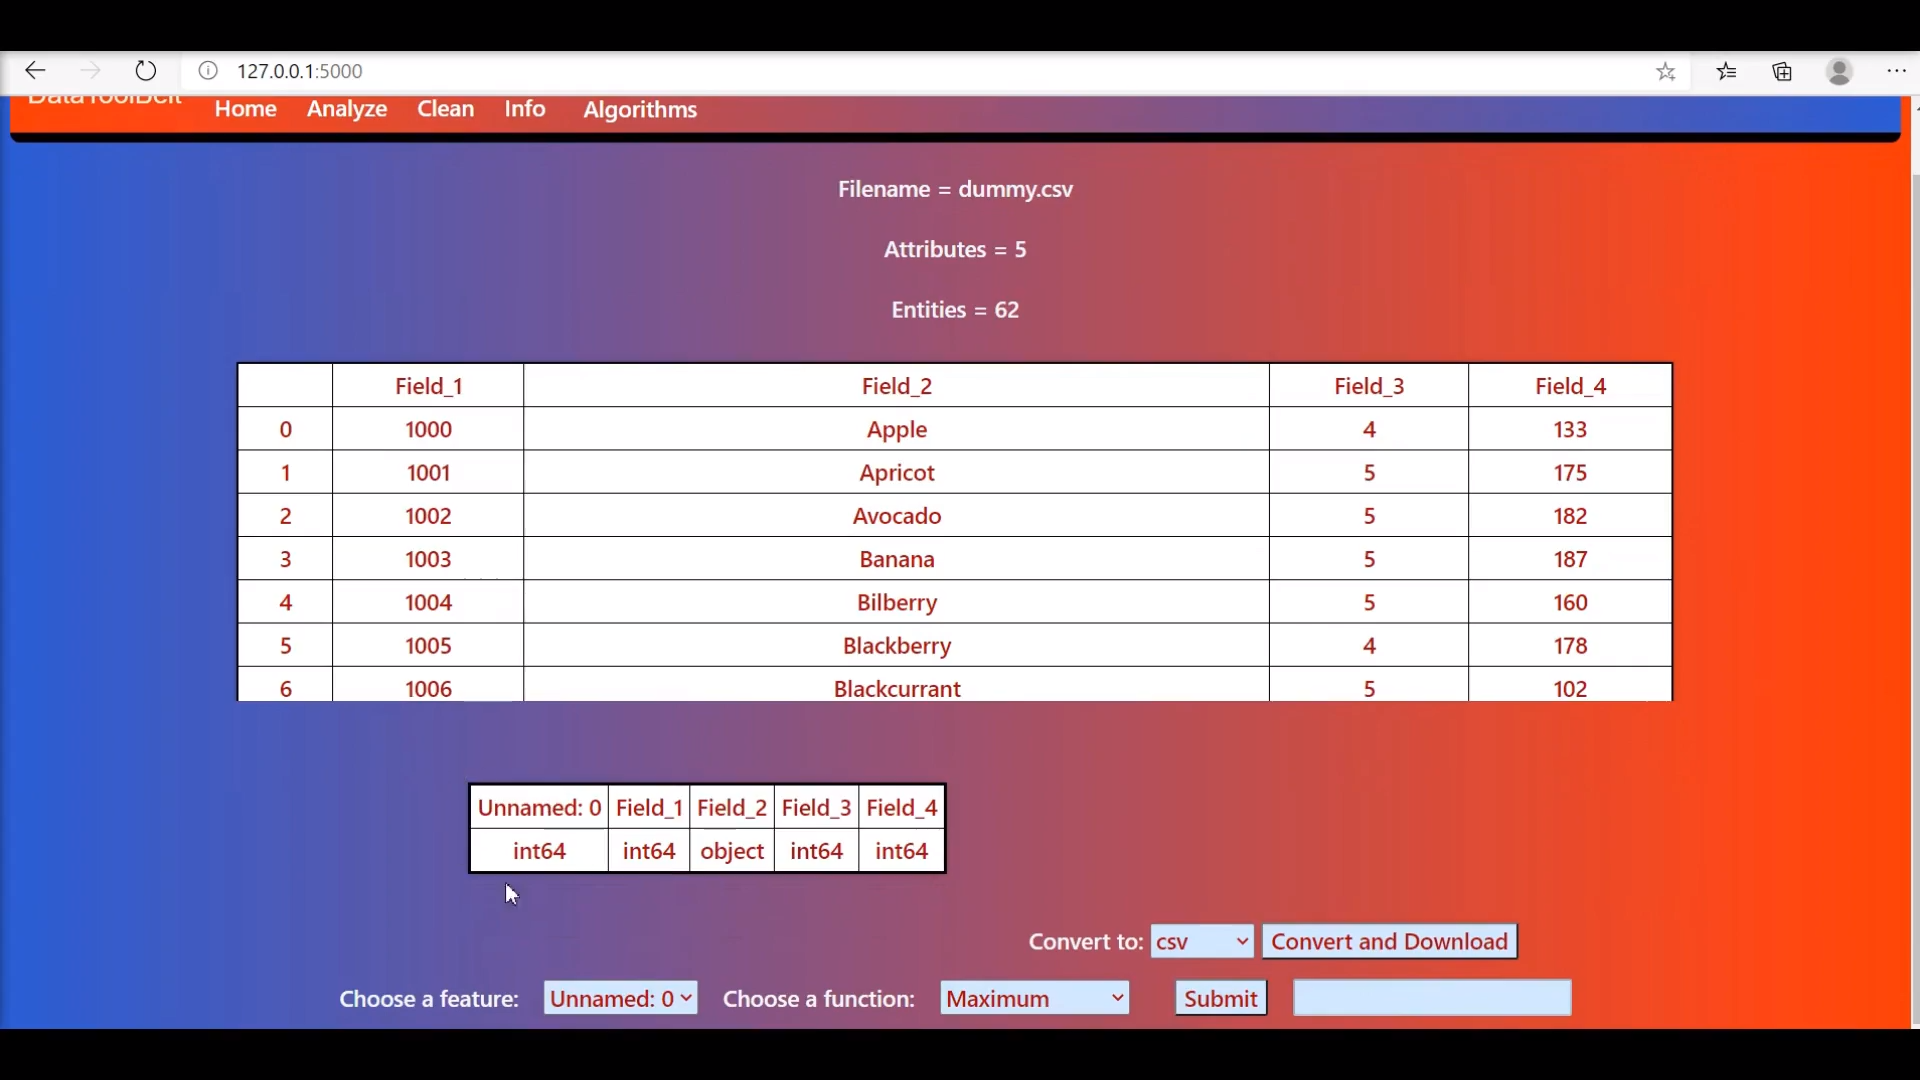 127.0.0.1:5000
DataToolBelt Home Analyze Clean Info Algorithms
Filename = dummy.csv
Attributes = 5
Entities = 62
Field_1 Field_2 Field_3 Field_4
0 1000 Apple 4 133
1 1001 Apricot 5 175
2 1002 Avocado 5 182
3 1003 Banana 5 187
4 1004 Bilberry 5 160
5 1005 Blackberry 4 178
6 1006 Blackcurrant 5 102
Unnamed: 0 Field_1 Field_2 Field_3 Field_4
int64 int64 object int64 int64
Convert to: csv Convert and Download
Choose a feature: Unnamed: 0 Choose a function: Maximum Submit